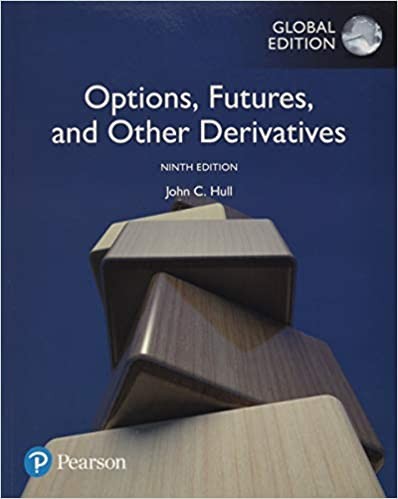 GLOBAL
EDITION
Options, Futures,
and Other Derivatives
NINTH EDITION
John C. Hull
Pearson